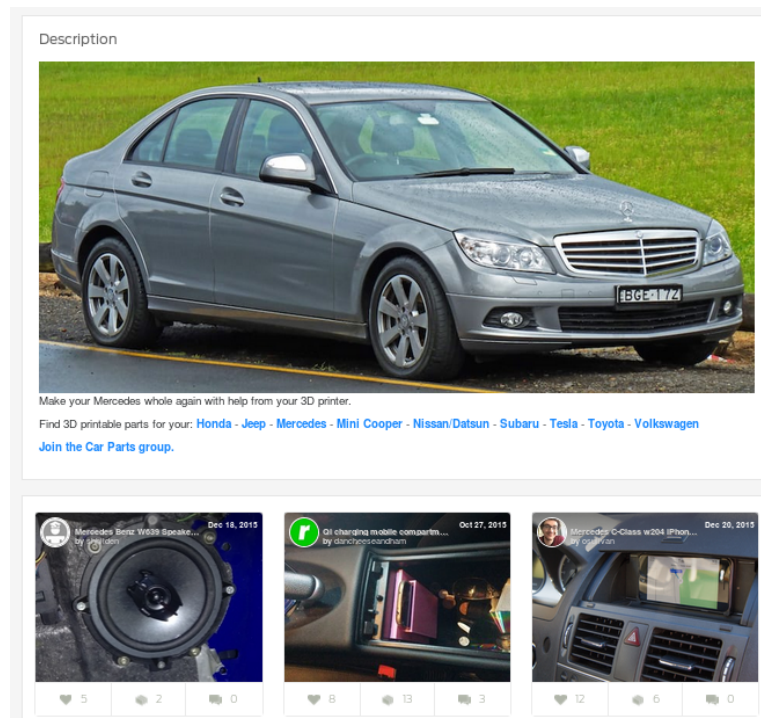 Description
BGE-17Z
Make your Mercedes whole again with help from your 3D printer.
Find 3D printable parts for your: Honda - Jeep - Mercedes - Mini Cooper - Nissan/Datsun - Subaru - Tesla - Toyota - Volkswagen
Join the Car Parts group.
Dec 18, 2015
Mercedes Benz W639 Speake...
by
5 2 0
Oct 27, 2015
QI charging mobile compartm...
by dancheeseandham
8 13 3
Dec 20, 2015
Mercedes C-Class w204 iPhon...
by
12 6 0